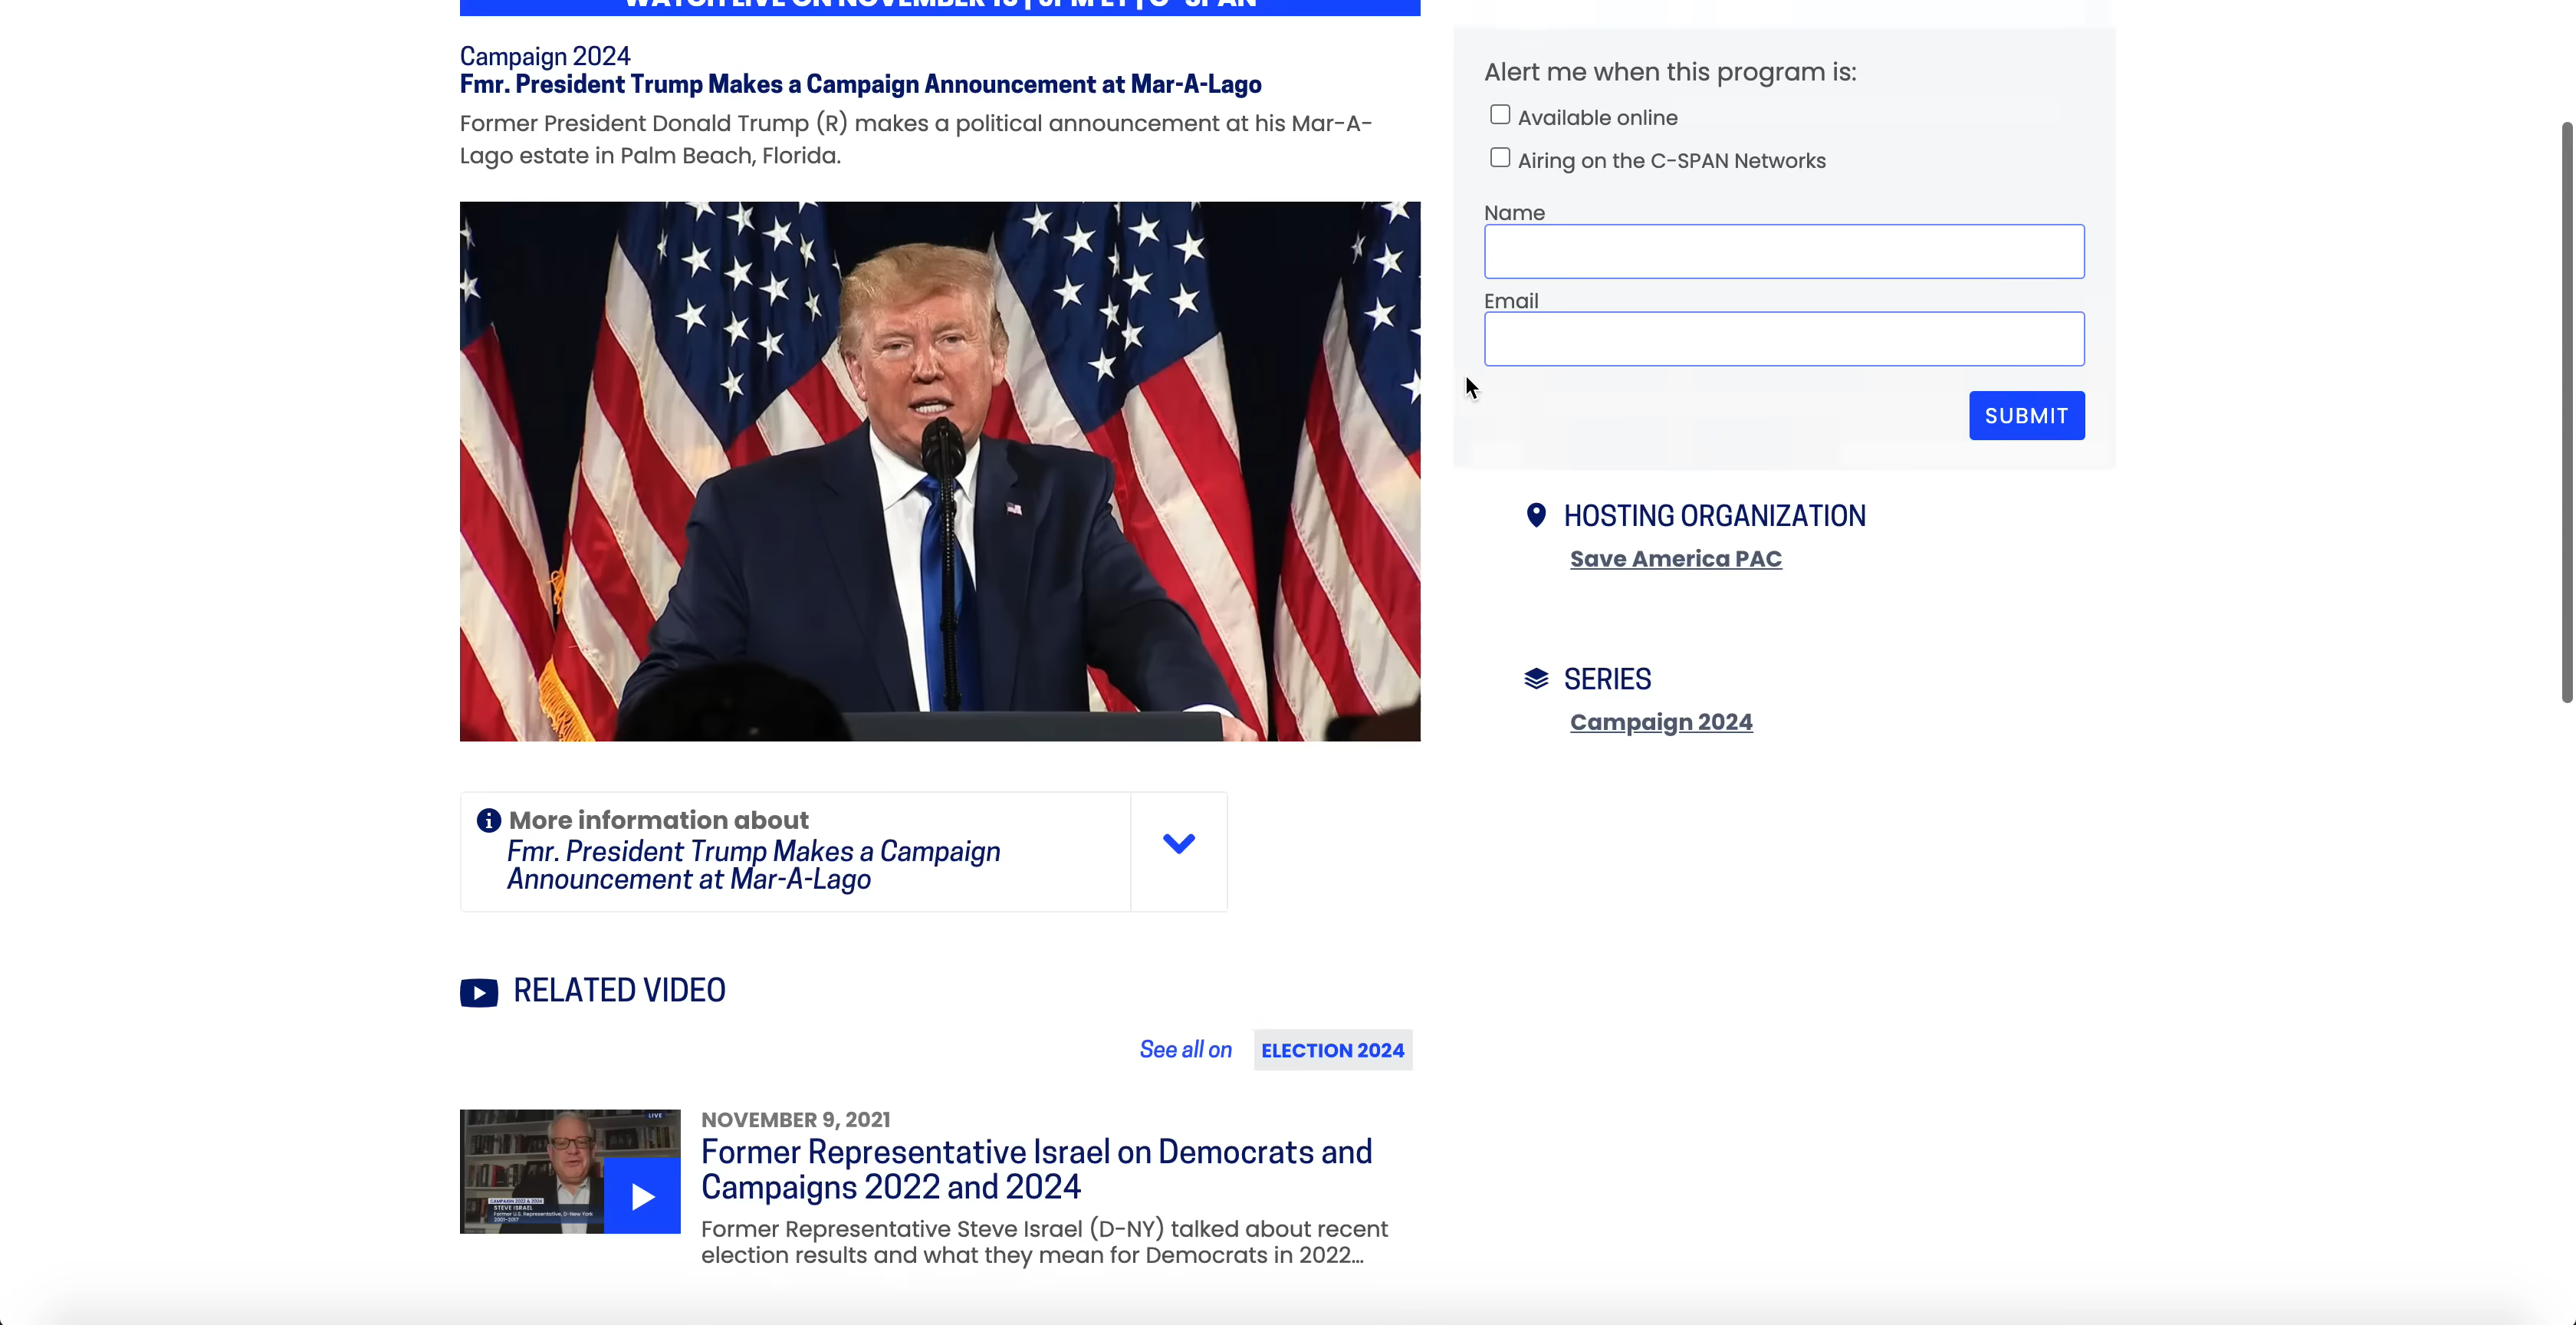 WATCH LIVE ON NOVEMBER 15 | 9PM ET | C-SPAN
Campaign 2024
Fmr. President Trump Makes a Campaign Announcement at Mar-A-Lago
Former President Donald Trump (R) makes a political announcement at his Mar-A-
Lago estate in Palm Beach, Florida.
More information about
Fmr. President Trump Makes a Campaign
Announcement at Mar-A-Lago
RELATED VIDEO
See all on ELECTION 2024
LIVE
CAMPAIGN 2022 & 2024
STEVE ISRAEL
Former U.S. Representative, D-New York
2001-2017
NOVEMBER 9, 2021
Former Representative Israel on Democrats and
Campaigns 2022 and 2024
Former Representative Steve Israel (D-NY) talked about recent
election results and what they mean for Democrats in 2022...
Alert me when this program is:
Available online
Airing on the C-SPAN Networks
Name
Email
SUBMIT
HOSTING ORGANIZATION
Save America PAC
SERIES
Campaign 2024